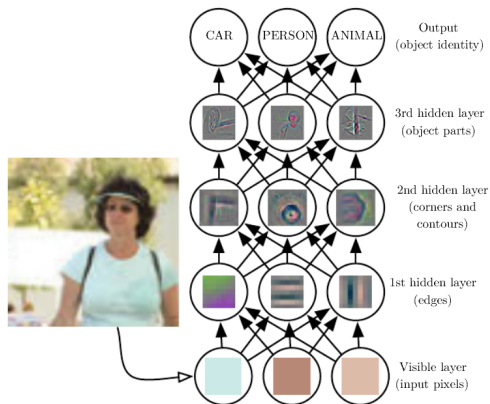 CAR PERSON ANIMAL
Output
(object identity)
3rd hidden layer
(object parts)
2nd hidden layer
(corners and
contours)
1st hidden layer
(edges)
Visible layer
(input pixels)